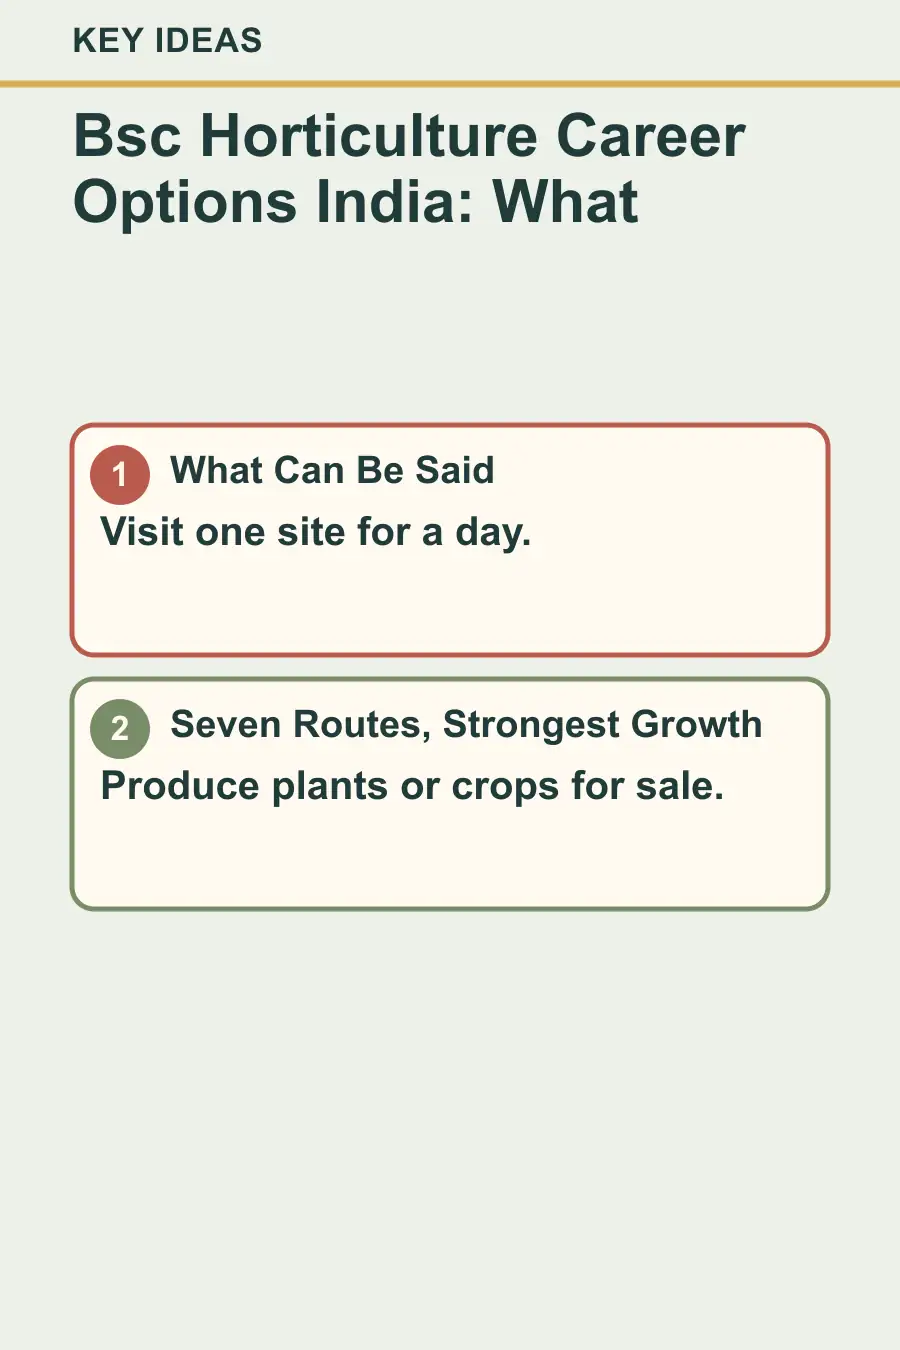 KEY IDEAS
Bsc Horticulture Career
Options India: What
1 What Can Be Said
Visit one site for a day.
2 Seven Routes, Strongest Growth
Produce plants or crops for sale.